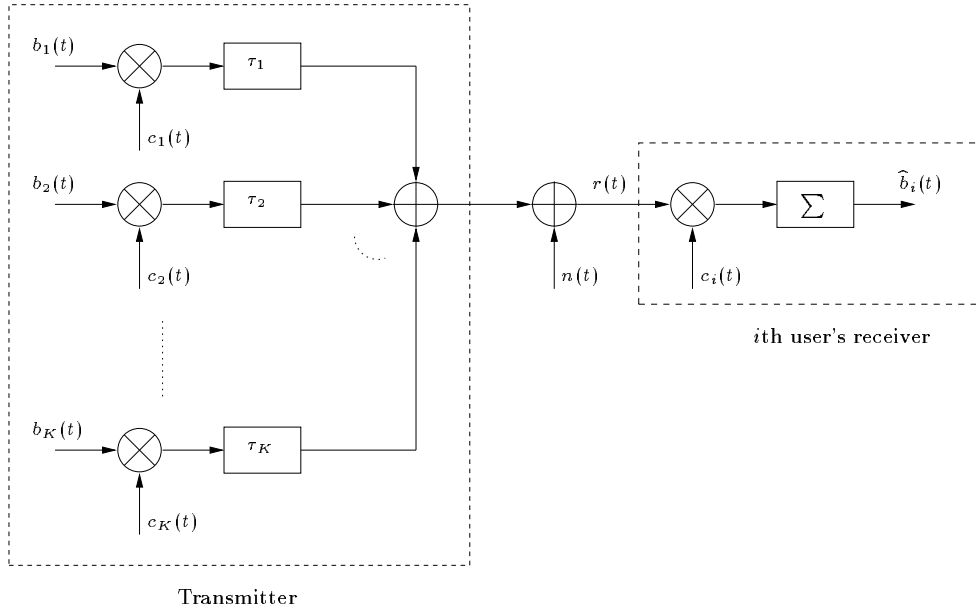 b₁(t)
τ₁
c₁(t)
b₂(t)
τ₂
c₂(t)
r(t)
b̂ᵢ(t)
∑
n(t)
cᵢ(t)
ith user's receiver
b_K(t)
τ_K
c_K(t)
Transmitter